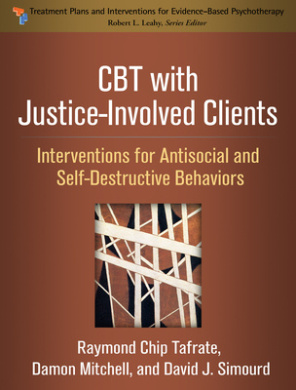 Treatment Plans and Interventions for Evidence-Based Psychotherapy
Robert L. Leahy, Series Editor
CBT with
Justice-Involved Clients
Interventions for Antisocial and
Self-Destructive Behaviors
Raymond Chip Tafrate,
Damon Mitchell, and David J. Simourd